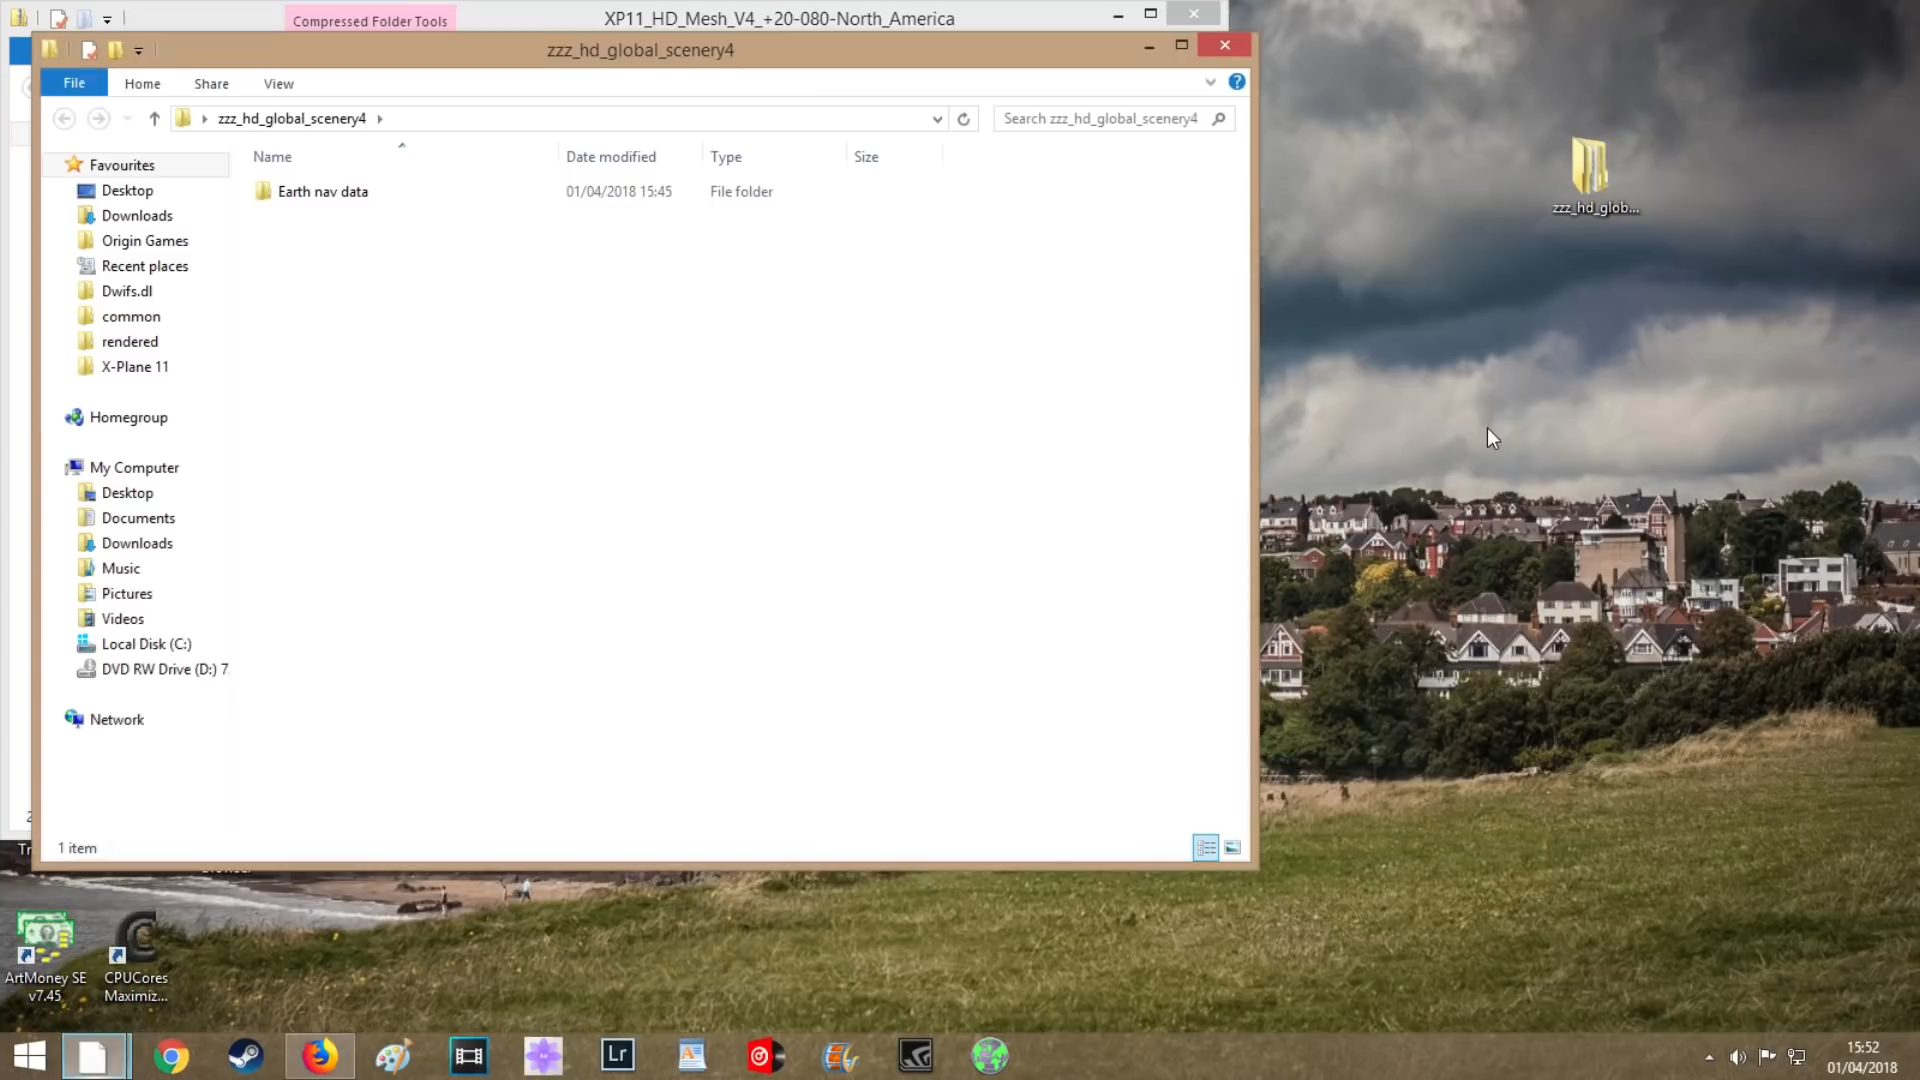 Compressed Folder Tools
XP11_HD_Mesh_V4_+20-080-North_America
zzz_hd_global_scenery4
File
Home
Share
View
zzz_hd_global_scenery4
Search zzz_hd_global_scenery4
Name
Date modified
Type
Size
Favourites
Desktop
Downloads
Origin Games
Recent places
Dwifs.dl
common
rendered
X-Plane 11
Homegroup
My Computer
Desktop
Documents
Downloads
Music
Pictures
Videos
Local Disk (C:)
DVD RW Drive (D:) 7
Network
Earth nav data
01/04/2018 15:45
File folder
1 item
zzz_hd_glob...
2
Tr
ArtMoney SE
v7.45
CPUCores
Maximiz...
Lr
15:52
01/04/2018